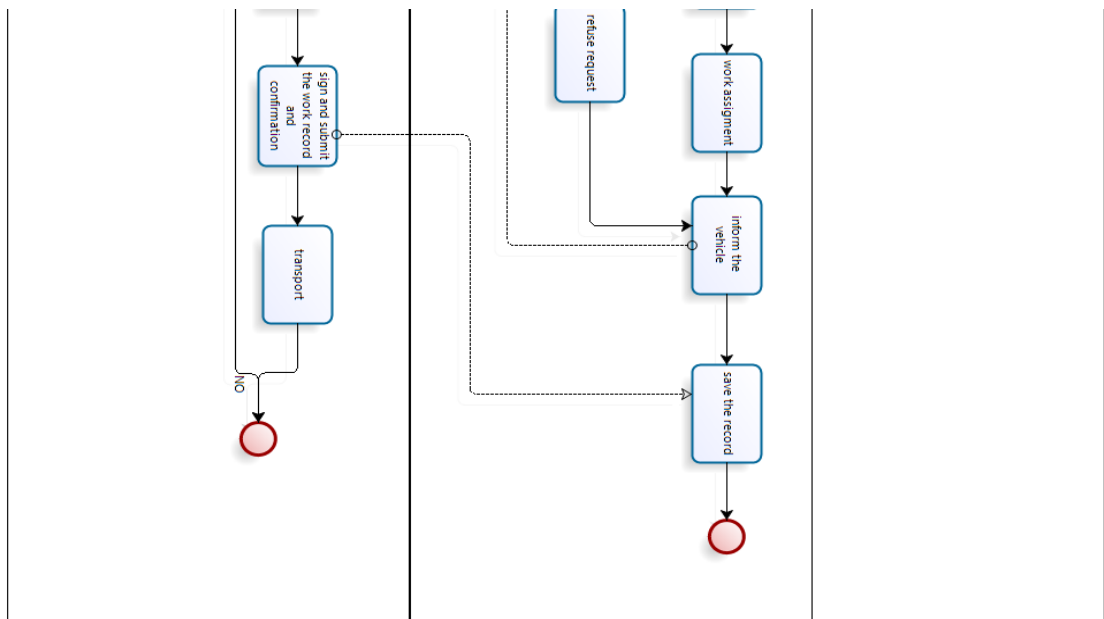 refuse request
work assigment
sign and submit
the work record
and
confirmation
inform the
vehicle
transport
NO
save the record